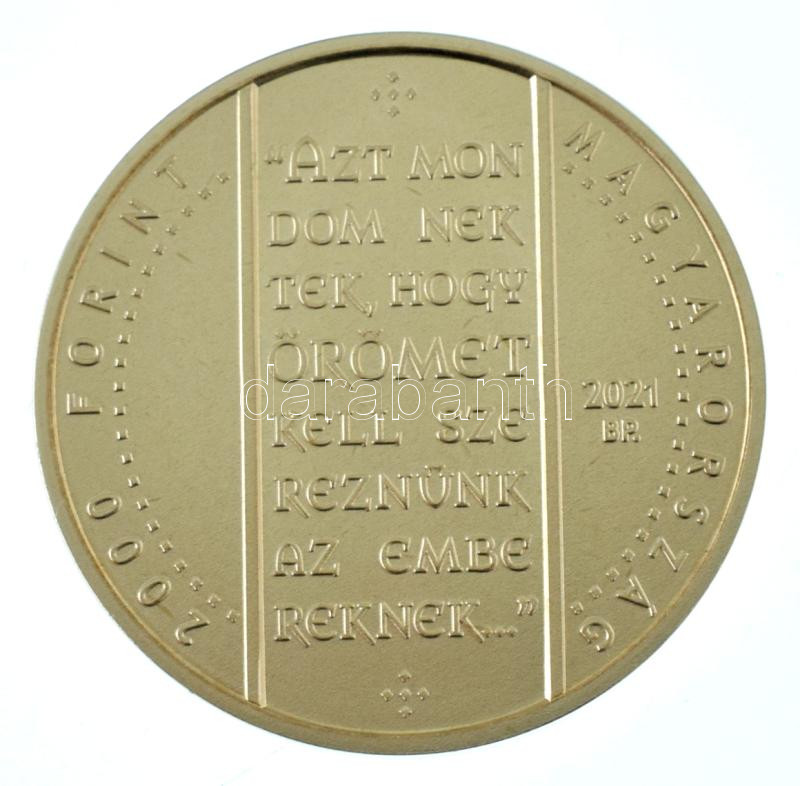 2000 FORINT
"AZT MON
DOM NEK
TEK, HOGY
ÖRÖMET
KELL SZE
REZNÜNK
AZ EMBE
REKNEK..."
MAGYARORSZÁG
2021
BP.
darabanth